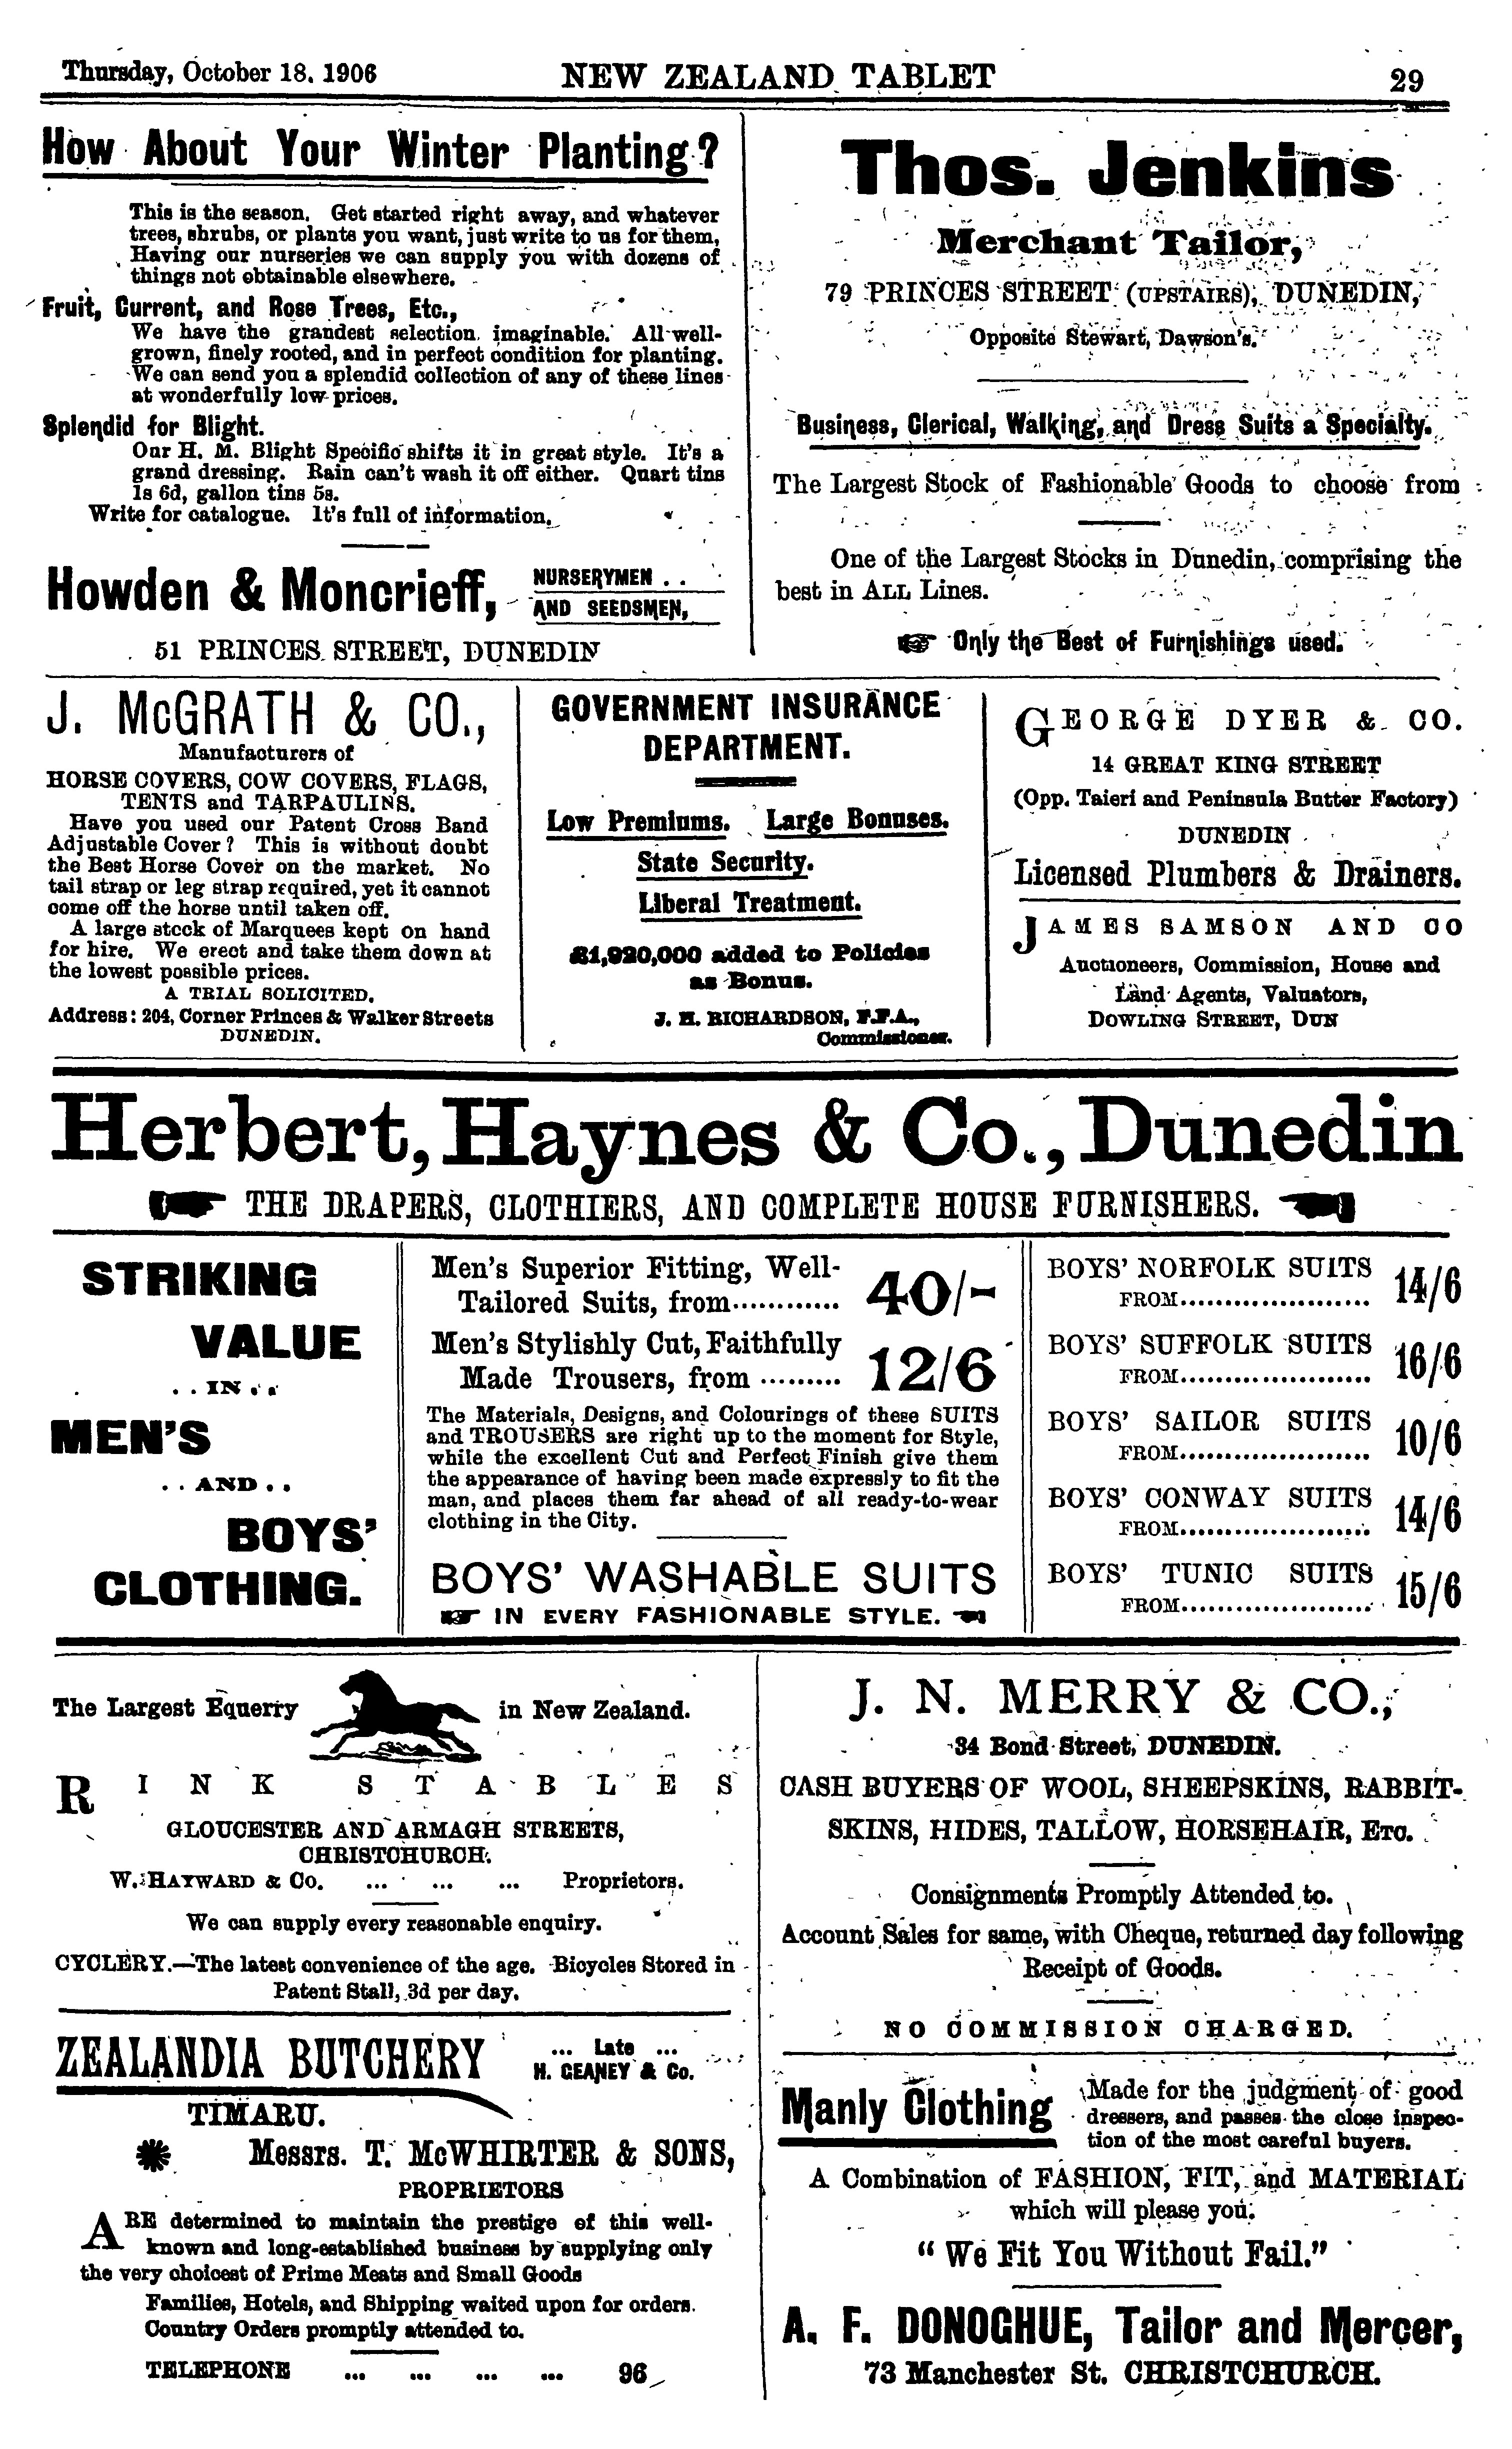 Thursday, October 18. 1906
NEW ZEALAND TABLET
29
How About Your Winter Planting?
This is the season. Get started right away, and whatever
trees, shrubs, or plants you want, just write to us for them,
Having our nurseries we can supply you with dozens of
things not obtainable elsewhere.
Fruit, Current, and Rose Trees, Etc.,
We have the grandest selection imaginable. All well-
grown, finely rooted, and in perfect condition for planting.
We can send you a splendid collection of any of these lines
at wonderfully low prices.
Splendid for Blight.
Our H. M. Blight Specific shifts it in great style. It's a
grand dressing. Rain can't wash it off either. Quart tins
1s 6d, gallon tins 5s.
Write for catalogue. It's full of information.
Howden & Moncrieff,
NURSERYMEN . .
AND SEEDSMEN,
51 PRINCES STREET, DUNEDIN
Thos. Jenkins
Merchant Tailor,
79 PRINCES STREET (UPSTAIRS), DUNEDIN,
Opposite Stewart, Dawson's.
Business, Clerical, Walking, and Dress Suits a Specialty.
The Largest Stock of Fashionable Goods to choose from
One of the Largest Stocks in Dunedin, comprising the
best in ALL Lines.
☞ Only the Best of Furnishings used.
J. McGRATH & CO.,
Manufacturers of
HORSE COVERS, COW COVERS, FLAGS,
TENTS and TARPAULINS.
Have you used our Patent Cross Band
Adjustable Cover? This is without doubt
the Best Horse Cover on the market. No
tail strap or leg strap required, yet it cannot
come off the horse until taken off.
A large stock of Marquees kept on hand
for hire. We erect and take them down at
the lowest possible prices.
A TRIAL SOLICITED.
Address: 204, Corner Princes & Walker Streets
DUNEDIN.
GOVERNMENT INSURANCE
DEPARTMENT.
Low Premiums. Large Bonuses.
State Security.
Liberal Treatment.
£1,920,000 added to Policies
as Bonus.
J. H. RICHARDSON, F.F.A.,
Commissioner.
GEORGE DYER & CO.
14 GREAT KING STREET
(Opp. Taieri and Peninsula Butter Factory)
DUNEDIN
Licensed Plumbers & Drainers.
JAMES SAMSON AND CO
Auctioneers, Commission, House and
Land Agents, Valuators,
DOWLING STREET, DUN
Herbert, Haynes & Co., Dunedin
THE DRAPERS, CLOTHIERS, AND COMPLETE HOUSE FURNISHERS.
STRIKING
VALUE
. . IN . .
MEN'S
. . AND . .
BOYS'
CLOTHING.
Men's Superior Fitting, Well-
Tailored Suits, from............ 40/-
Men's Stylishly Cut, Faithfully
Made Trousers, from ......... 12/6
The Materials, Designs, and Colourings of these SUITS
and TROUSERS are right up to the moment for Style,
while the excellent Cut and Perfect Finish give them
the appearance of having been made expressly to fit the
man, and places them far ahead of all ready-to-wear
clothing in the City.
BOYS' WASHABLE SUITS
☞ IN EVERY FASHIONABLE STYLE. ☜
BOYS' NORFOLK SUITS
FROM..................... 14/6
BOYS' SUFFOLK SUITS
FROM..................... 16/6
BOYS' SAILOR SUITS
FROM..................... 10/6
BOYS' CONWAY SUITS
FROM..................... 14/6
BOYS' TUNIC SUITS
FROM..................... 15/6
The Largest Equerry in New Zealand.
RINK STABLES
GLOUCESTER AND ARMAGH STREETS,
CHRISTCHURCH.
W. HAYWARD & Co. ... ... ... Proprietors.
We can supply every reasonable enquiry.
CYCLERY.—The latest convenience of the age. Bicycles Stored in
Patent Stall, 3d per day.
ZEALANDIA BUTCHERY
... Late ...
H. GEANEY & Co.
TIMARU.
Messrs. T. McWHIRTER & SONS,
PROPRIETORS
ARE determined to maintain the prestige of this well-
known and long-established business by supplying only
the very choicest of Prime Meats and Small Goods
Families, Hotels, and Shipping waited upon for orders.
Country Orders promptly attended to.
TELEPHONE ... ... ... ... 96
J. N. MERRY & CO.,
34 Bond Street, DUNEDIN.
CASH BUYERS OF WOOL, SHEEPSKINS, RABBIT-
SKINS, HIDES, TALLOW, HORSEHAIR, ETC.
Consignments Promptly Attended to.
Account Sales for same, with Cheque, returned day following
Receipt of Goods.
NO COMMISSION CHARGED.
Manly Clothing
Made for the judgment of good
dressers, and passes the close inspec-
tion of the most careful buyers.
A Combination of FASHION, FIT, and MATERIAL
which will please you.
"We Fit You Without Fail."
A. F. DONOGHUE, Tailor and Mercer,
73 Manchester St. CHRISTCHURCH.